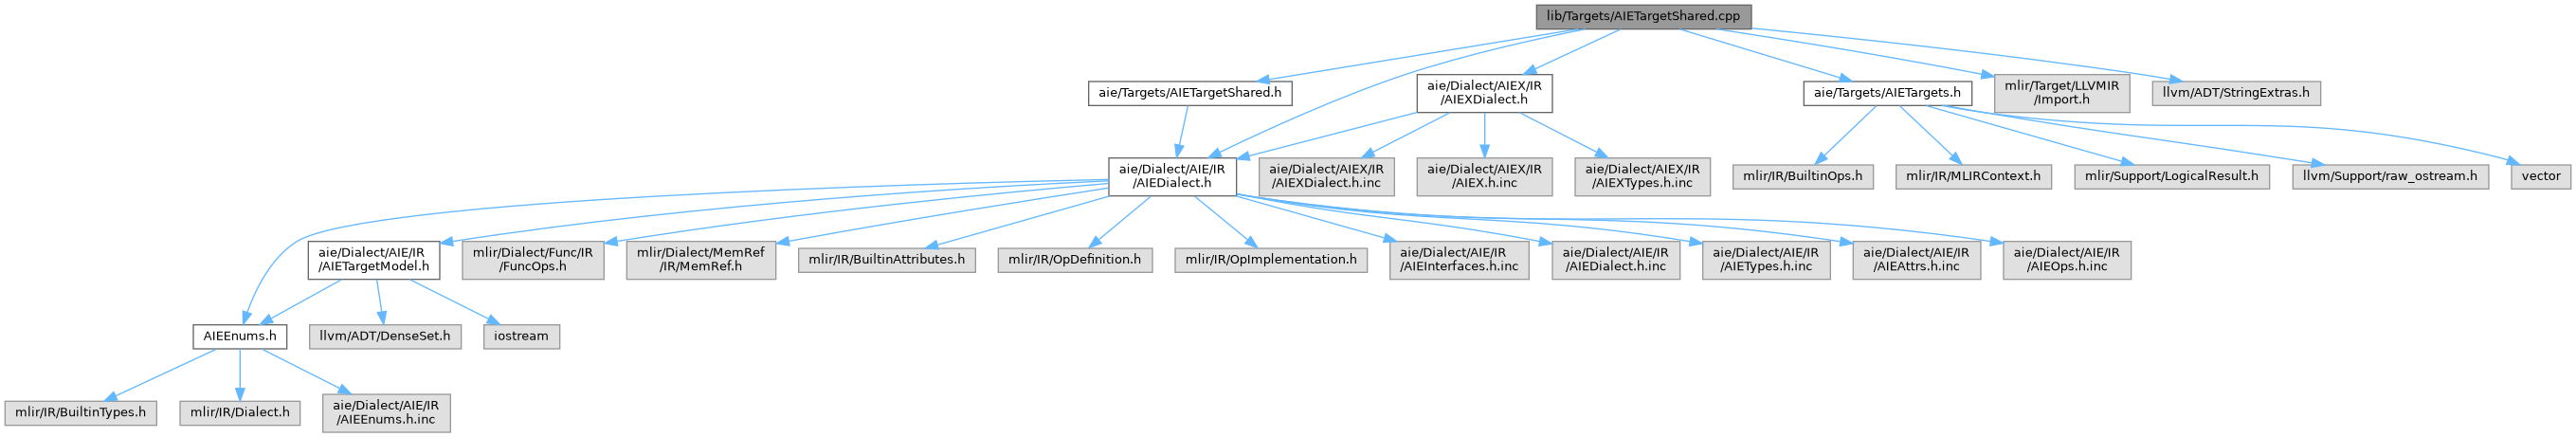 lib/Targets/AIETargetShared.cpp
aie/Targets/AIETargetShared.h
aie/Dialect/AIEX/IR
/AIEXDialect.h
aie/Targets/AIETargets.h
mlir/Target/LLVMIR
/Import.h
llvm/ADT/StringExtras.h
aie/Dialect/AIE/IR
/AIEDialect.h
aie/Dialect/AIEX/IR
/AIEXDialect.h.inc
aie/Dialect/AIEX/IR
/AIEX.h.inc
aie/Dialect/AIEX/IR
/AIEXTypes.h.inc
mlir/IR/BuiltinOps.h
mlir/IR/MLIRContext.h
mlir/Support/LogicalResult.h
llvm/Support/raw_ostream.h
vector
aie/Dialect/AIE/IR
/AIETargetModel.h
mlir/Dialect/Func/IR
/FuncOps.h
mlir/Dialect/MemRef
/IR/MemRef.h
mlir/IR/BuiltinAttributes.h
mlir/IR/OpDefinition.h
mlir/IR/OpImplementation.h
aie/Dialect/AIE/IR
/AIEInterfaces.h.inc
aie/Dialect/AIE/IR
/AIEDialect.h.inc
aie/Dialect/AIE/IR
/AIETypes.h.inc
aie/Dialect/AIE/IR
/AIEAttrs.h.inc
aie/Dialect/AIE/IR
/AIEOps.h.inc
AIEEnums.h
llvm/ADT/DenseSet.h
iostream
mlir/IR/BuiltinTypes.h
mlir/IR/Dialect.h
aie/Dialect/AIE/IR
/AIEEnums.h.inc